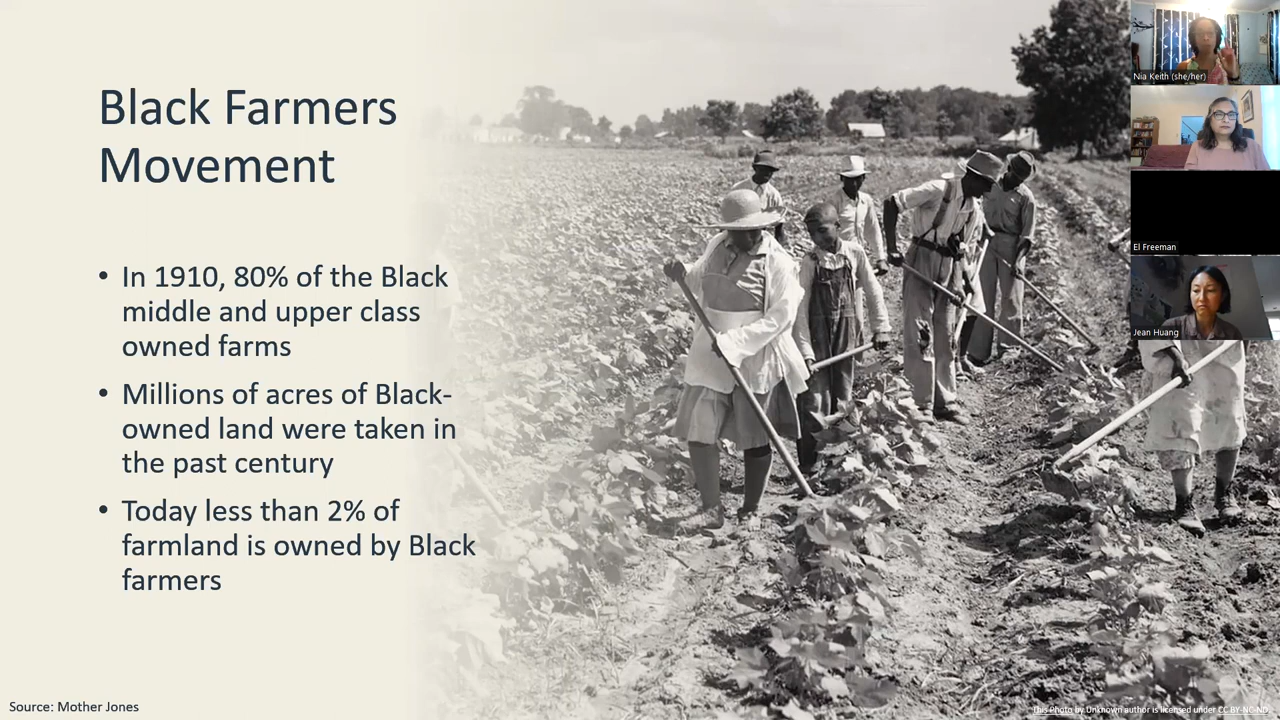 Black Farmers
Movement
• In 1910, 80% of the Black
middle and upper class
owned farms
• Millions of acres of Black-
owned land were taken in
the past century
• Today less than 2% of
farmland is owned by Black
farmers
Source: Mother Jones
Nia Keith (she/her)
El Freeman
Jean Huang
This Photo by Unknown author is licensed under CC BY-NC-ND.